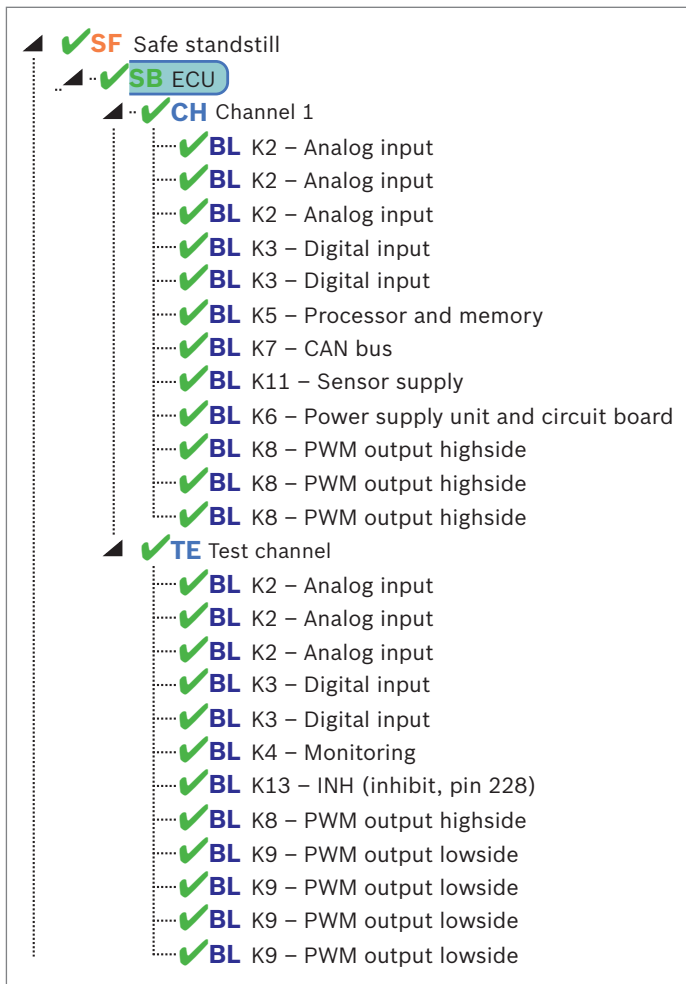 SF Safe standstill
SB ECU
CH Channel 1
BL K2 – Analog input
BL K2 – Analog input
BL K2 – Analog input
BL K3 – Digital input
BL K3 – Digital input
BL K5 – Processor and memory
BL K7 – CAN bus
BL K11 – Sensor supply
BL K6 – Power supply unit and circuit board
BL K8 – PWM output highside
BL K8 – PWM output highside
BL K8 – PWM output highside
TE Test channel
BL K2 – Analog input
BL K2 – Analog input
BL K2 – Analog input
BL K3 – Digital input
BL K3 – Digital input
BL K4 – Monitoring
BL K13 – INH (inhibit, pin 228)
BL K8 – PWM output highside
BL K9 – PWM output lowside
BL K9 – PWM output lowside
BL K9 – PWM output lowside
BL K9 – PWM output lowside